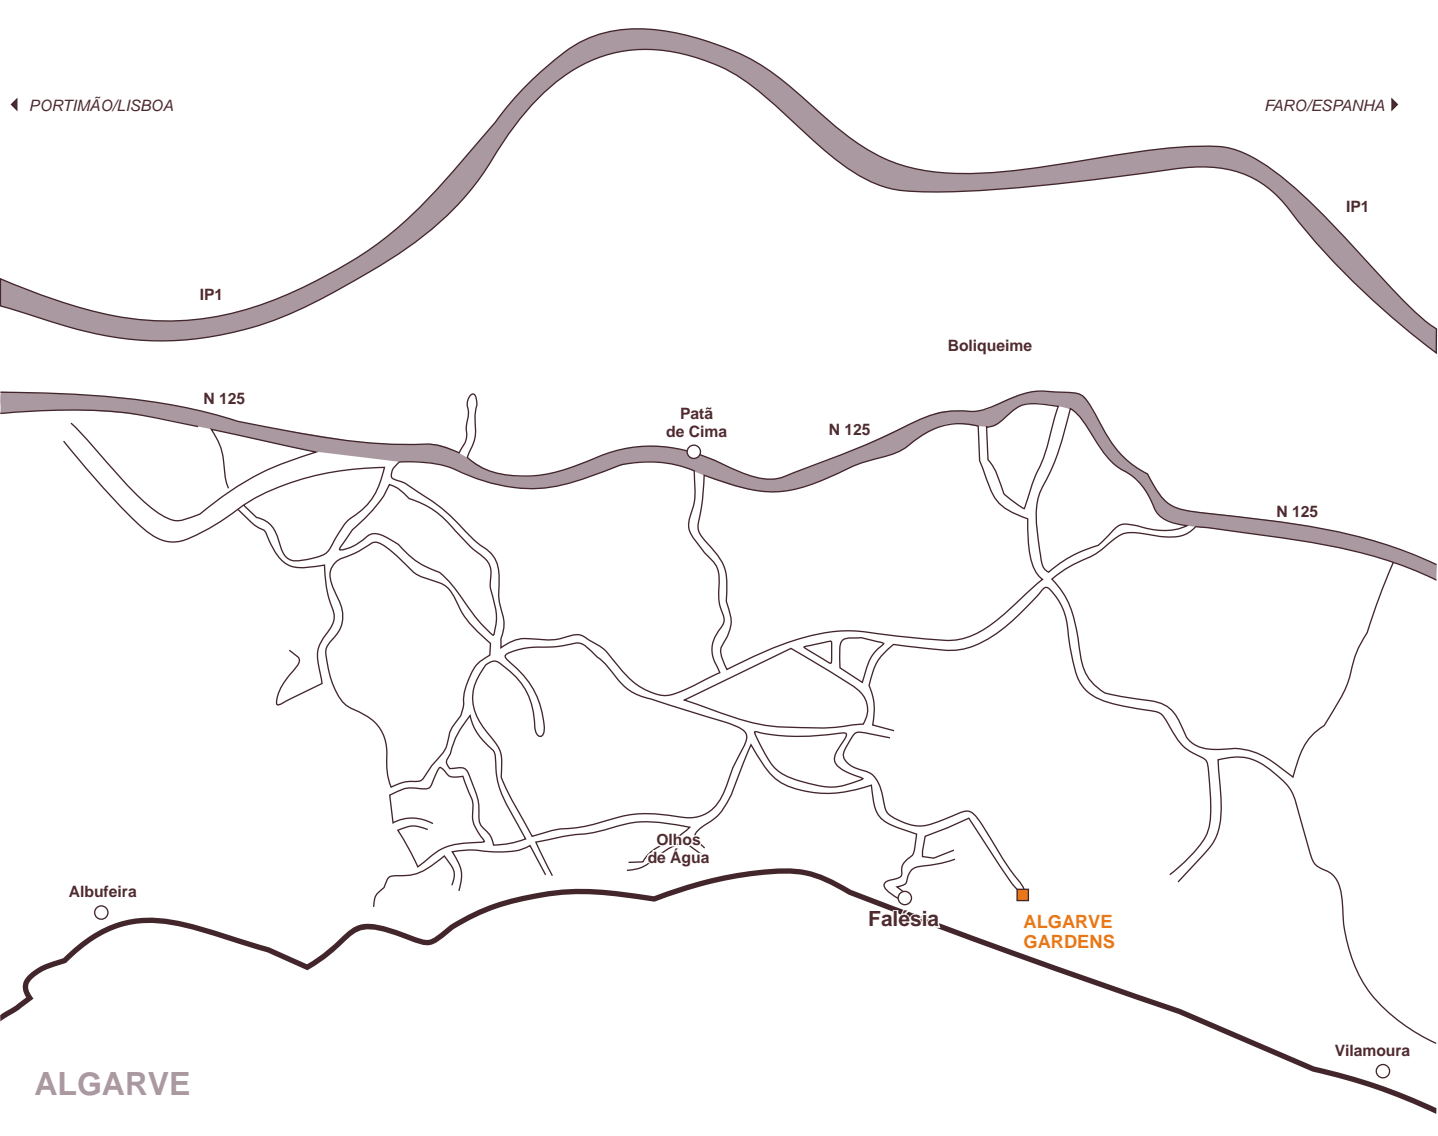 PORTIMÃO/LISBOA
FARO/ESPANHA
IP1
IP1
Boliqueime
N 125
Patã
de Cima
N 125
N 125
Olhos
de Água
Albufeira
Falésia
ALGARVE
GARDENS
Vilamoura
ALGARVE